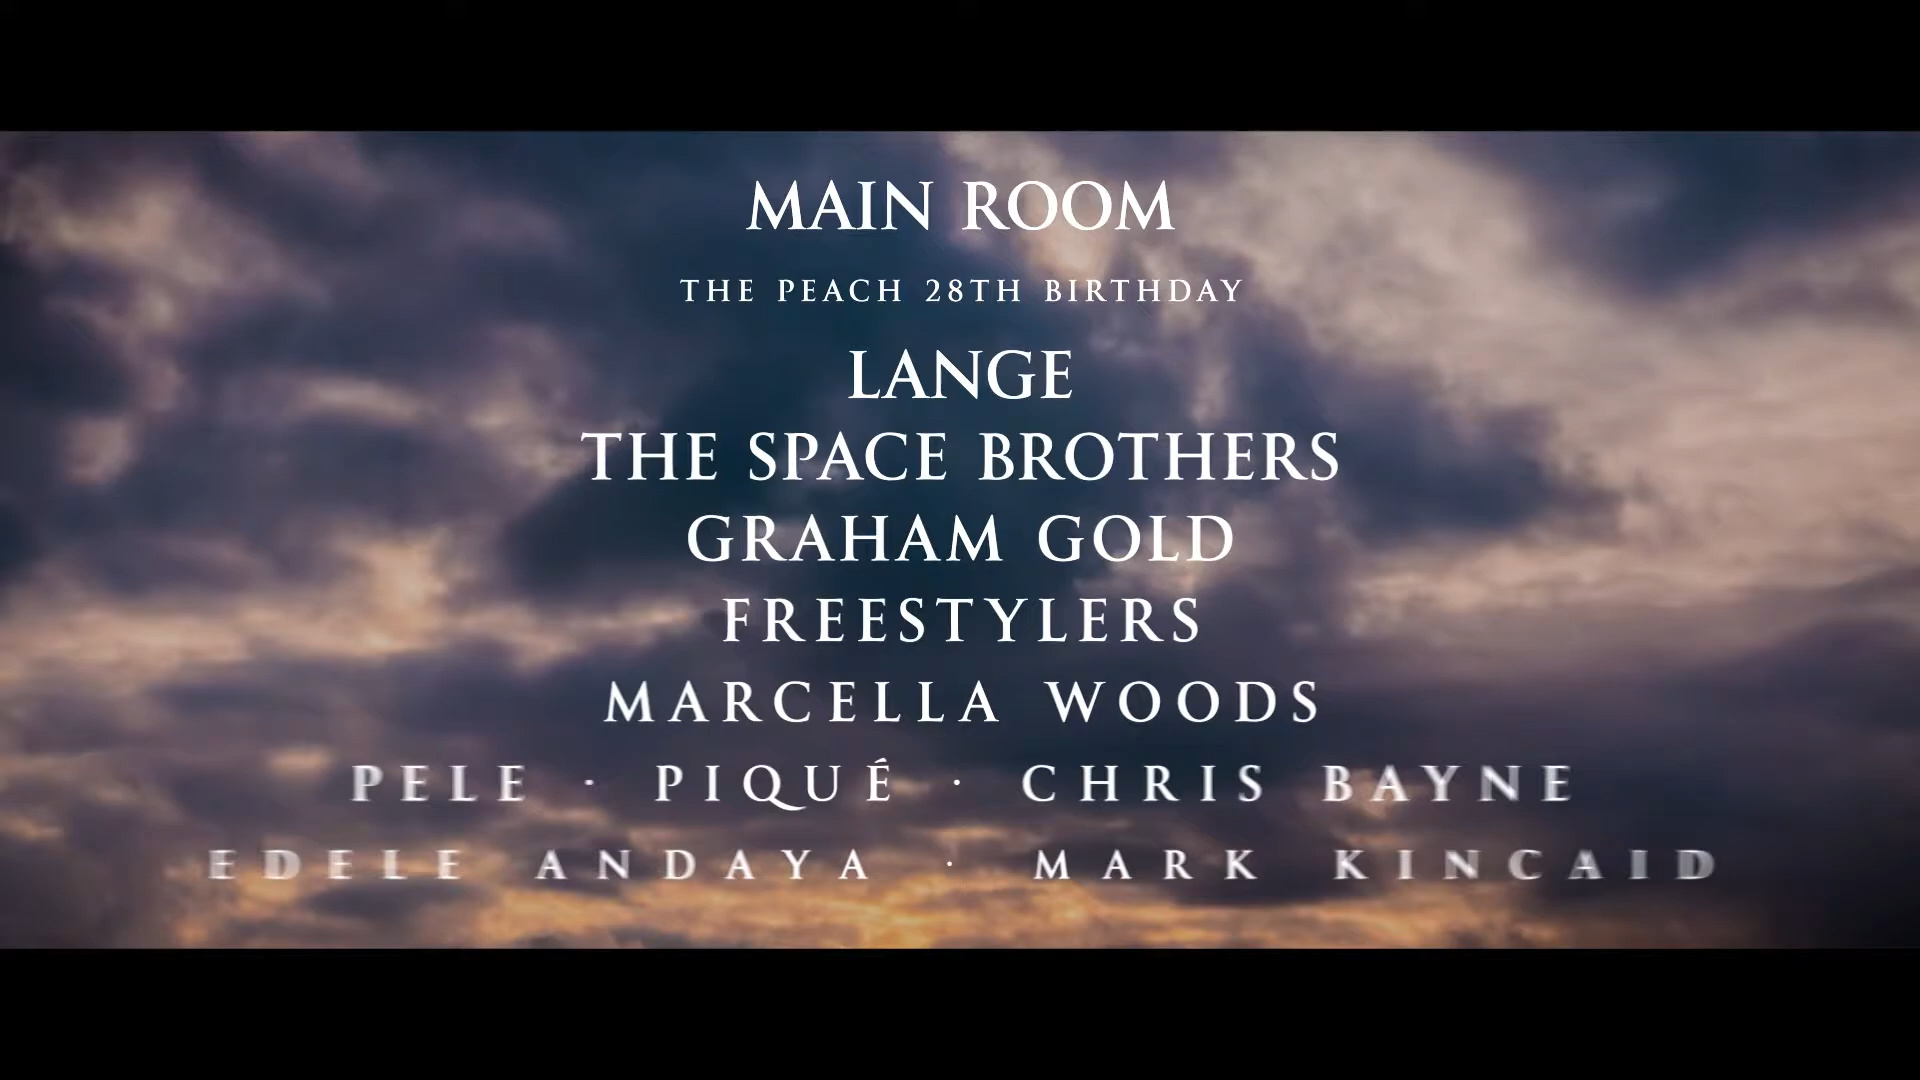 MAIN ROOM
THE PEACH 28TH BIRTHDAY
LANGE
THE SPACE BROTHERS
GRAHAM GOLD
FREESTYLERS
MARCELLA WOODS
PELE · PIQUÉ · CHRIS BAYNE
EDELE ANDAYA · MARK KINCAID